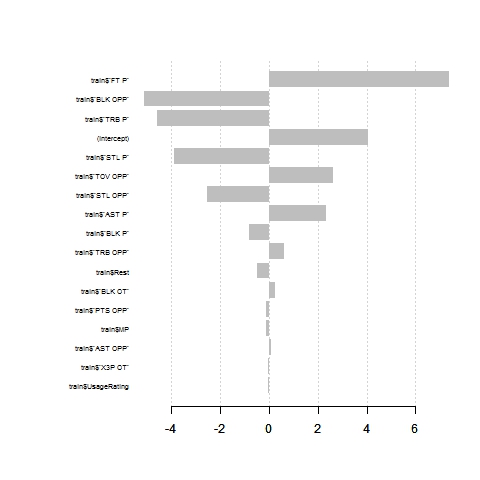 train$`FT P`
train$`BLK OPP`
train$`TRB P`
(Intercept)
train$`STL P`
train$`TOV OPP`
train$`STL OPP`
train$`AST P`
train$`BLK P`
train$`TRB OPP`
train$Rest
train$`BLK OT`
train$`PTS OPP`
train$MP
train$`AST OPP`
train$`X3P OT`
train$UsageRating
-4 -2 0 2 4 6